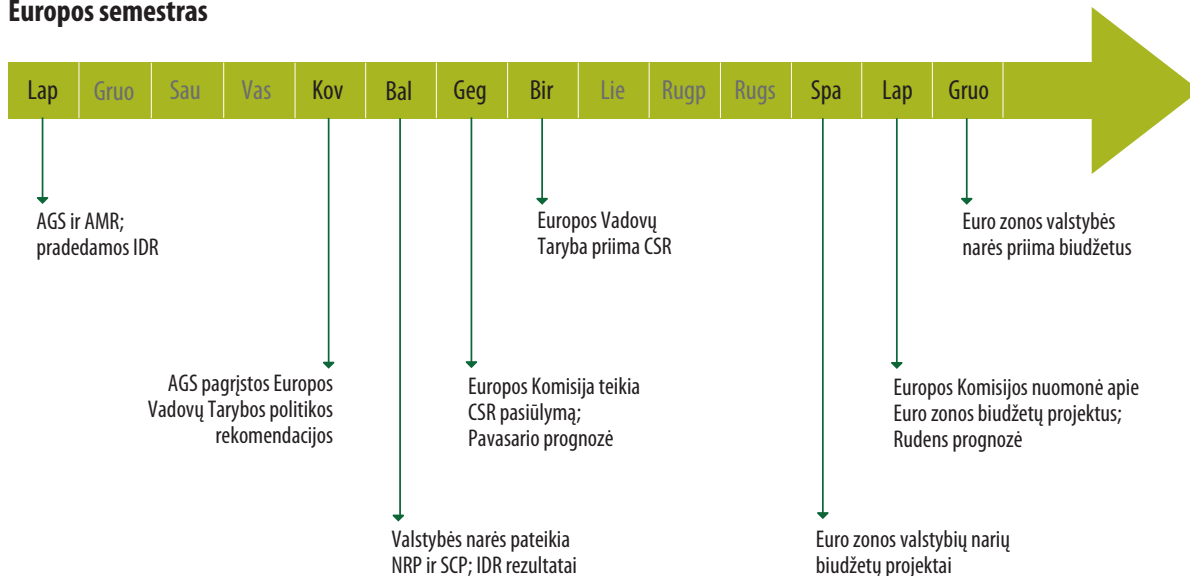 Europos semestras
Lap Gruo Sau Vas Kov Bal Geg Bir Lie Rugp Rugs Spa Lap Gruo
AGS ir AMR;
pradedamos IDR
Europos Vadovų
Taryba priima CSR
Euro zonos valstybės
narės priima biudžetus
AGS pagrįstos Europos
Vadovų Tarybos politikos
rekomendacijos
Europos Komisija teikia
CSR pasiūlymą;
Pavasario prognozė
Europos Komisijos nuomonė apie
Euro zonos biudžetų projektus;
Rudens prognozė
Valstybės narės pateikia
NRP ir SCP; IDR rezultatai
Euro zonos valstybių narių
biudžetų projektai